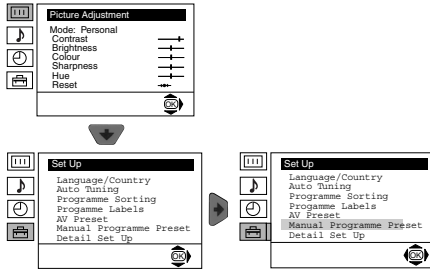 Picture Adjustment
Mode: Personal
Contrast
Brightness
Colour
Sharpness
Hue
Reset
OK
Set Up
Language/Country
Auto Tuning
Programme Sorting
Progamme Labels
AV Preset
Manual Programme Preset
Detail Set Up
OK
Set Up
Language/Country
Auto Tuning
Programme Sorting
Progamme Labels
AV Preset
Manual Programme Preset
Detail Set Up
OK